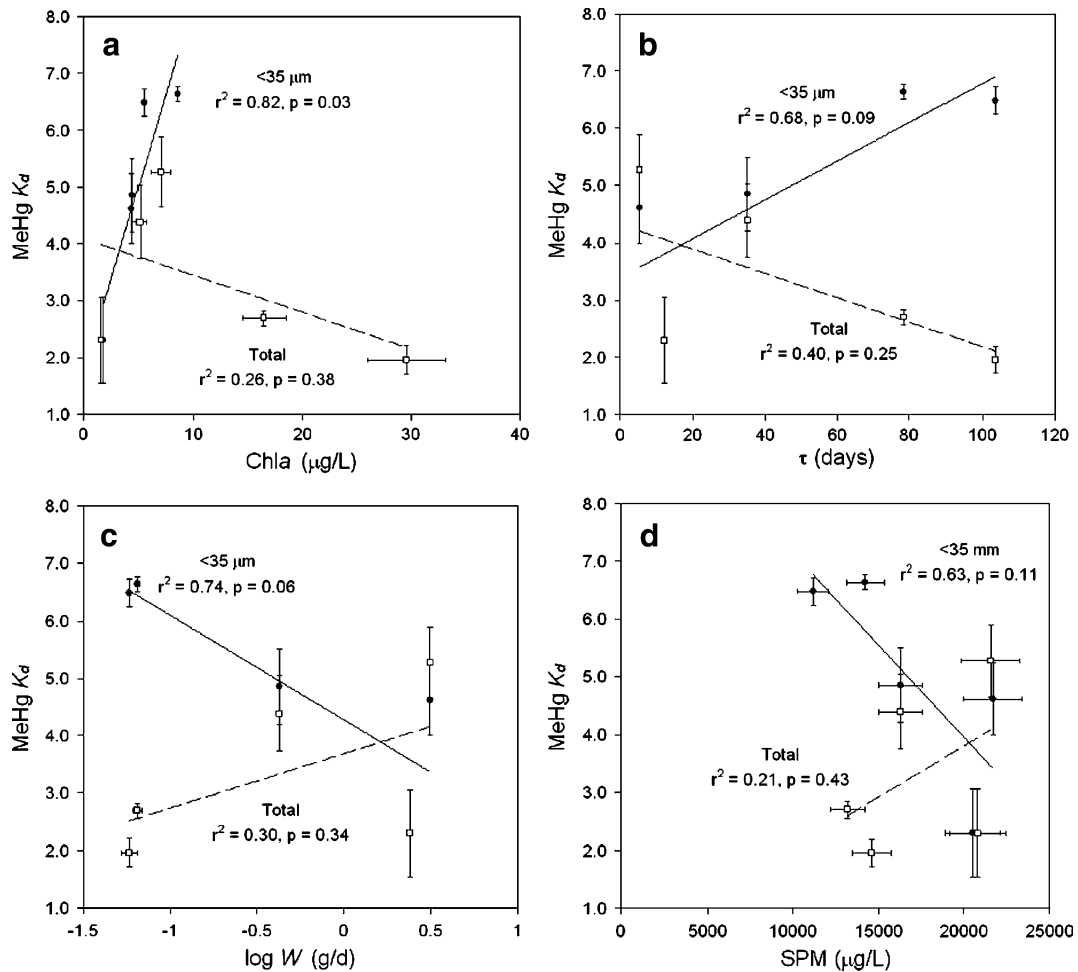 a
8.0
7.0
6.0
5.0
4.0
3.0
2.0
1.0
MeHg Kd
<35 μm
r² = 0.82, p = 0.03
Total
r² = 0.26, p = 0.38
0 10 20 30 40
Chla (μg/L)
b
8.0
7.0
6.0
5.0
4.0
3.0
2.0
1.0
MeHg Kd
<35 μm
r² = 0.68, p = 0.09
Total
r² = 0.40, p = 0.25
0 20 40 60 80 100 120
τ (days)
c
8.0
7.0
6.0
5.0
4.0
3.0
2.0
1.0
MeHg Kd
<35 μm
r² = 0.74, p = 0.06
Total
r² = 0.30, p = 0.34
-1.5 -1 -0.5 0 0.5 1
log W (g/d)
d
8.0
7.0
6.0
5.0
4.0
3.0
2.0
1.0
MeHg Kd
<35 mm
r² = 0.63, p = 0.11
Total
r² = 0.21, p = 0.43
0 5000 10000 15000 20000 25000
SPM (μg/L)